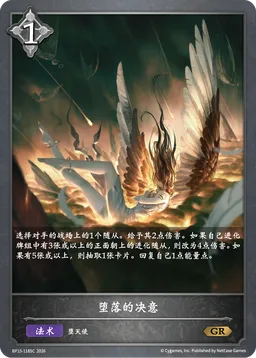 1
选择对手的战场上的1个随从。给予其2点伤害。如果自己进化
牌组中有3张或以上的正面朝上的进化随从，则改为4点伤害。如
果有5张或以上，则抽取1张卡片。回复自己1点能量点。
堕落的决意
法术 堕天使 GR
© Cygames, Inc. Published by NetEase Games